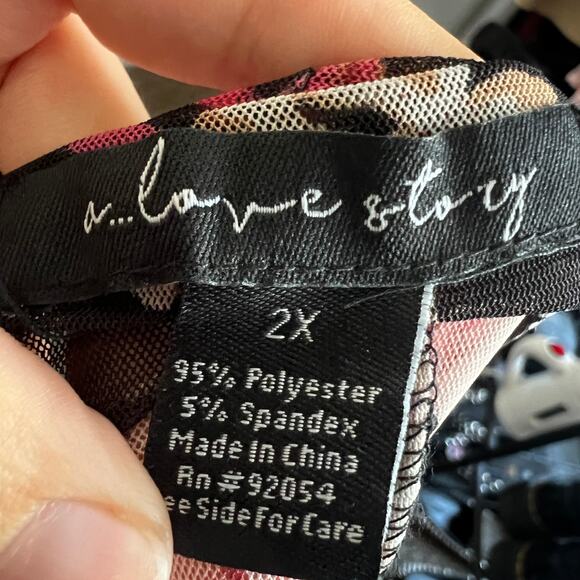 a...love story
2X
95% Polyester
5% Spandex
Made in China
Rn #92054
ee Side For Care